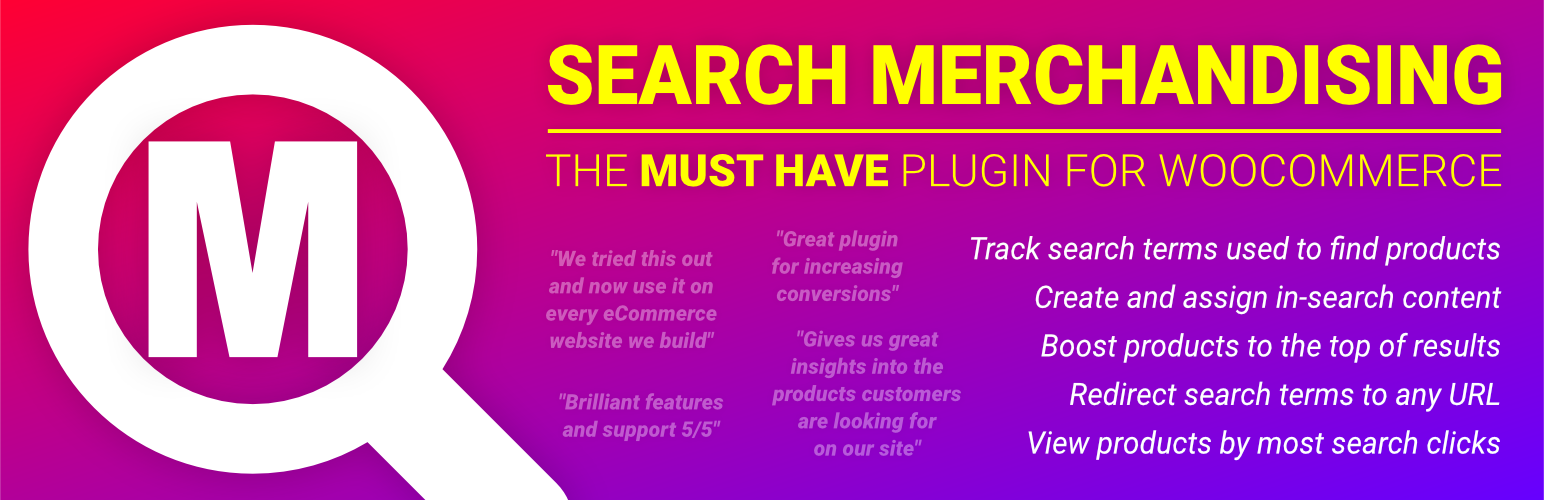 M
SEARCH MERCHANDISING
THE MUST HAVE PLUGIN FOR WOOCOMMERCE
"We tried this out
and now use it on
every eCommerce
website we build"
"Brilliant features
and support 5/5"
"Great plugin
for increasing
conversions"
"Gives us great
insights into the
products customers
are looking for
on our site"
Track search terms used to find products
Create and assign in-search content
Boost products to the top of results
Redirect search terms to any URL
View products by most search clicks